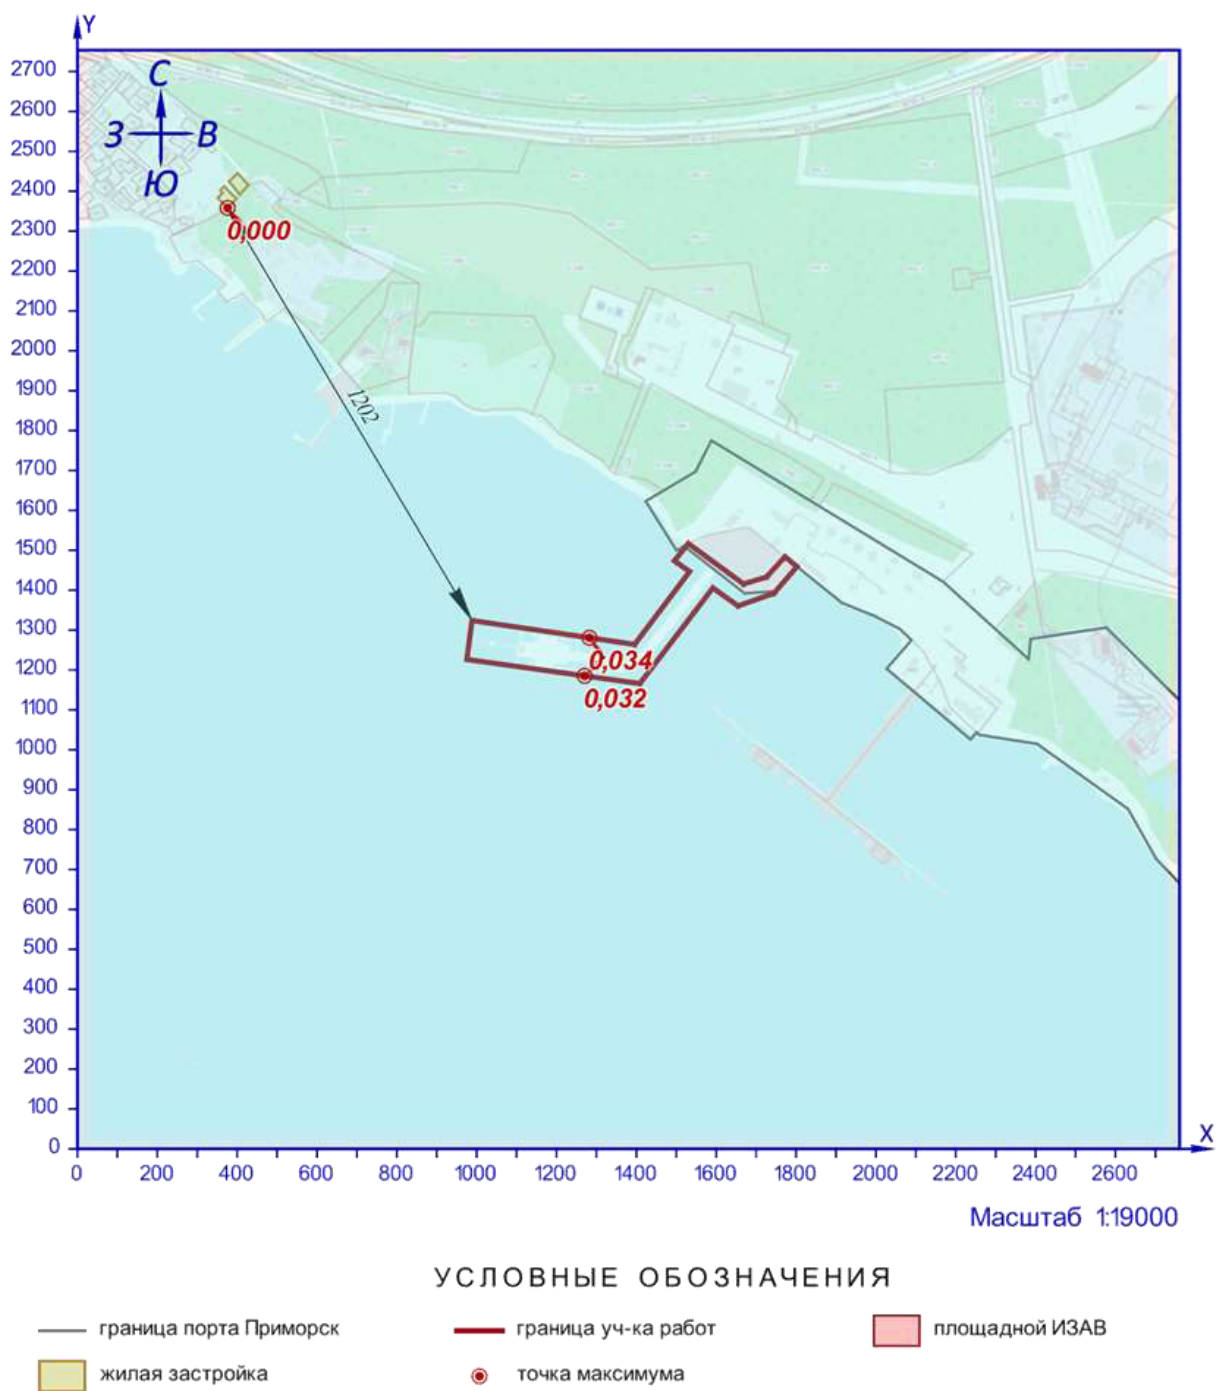 Y
2700
2600
2500
2400
2300
2200
2100
2000
1900
1800
1700
1600
1500
1400
1300
1200
1100
1000
900
800
700
600
500
400
300
200
100
0
С
З В
Ю
0,000
1202
0,034
0,032
X
0 200 400 600 800 1000 1200 1400 1600 1800 2000 2200 2400 2600
Масштаб 1:19000
УСЛОВНЫЕ ОБОЗНАЧЕНИЯ
граница порта Приморск
граница уч-ка работ
площадной ИЗАВ
жилая застройка
точка максимума